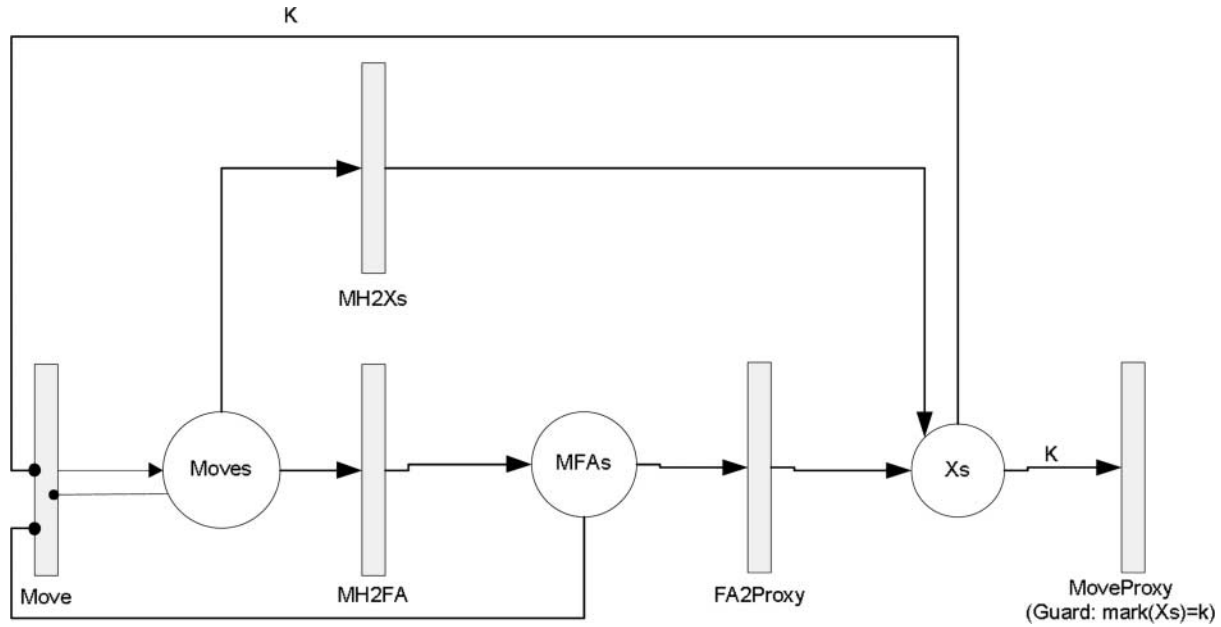 K
MH2Xs
Moves
MFAs
Xs
K
Move
MH2FA
FA2Proxy
MoveProxy
(Guard: mark(Xs)=k)